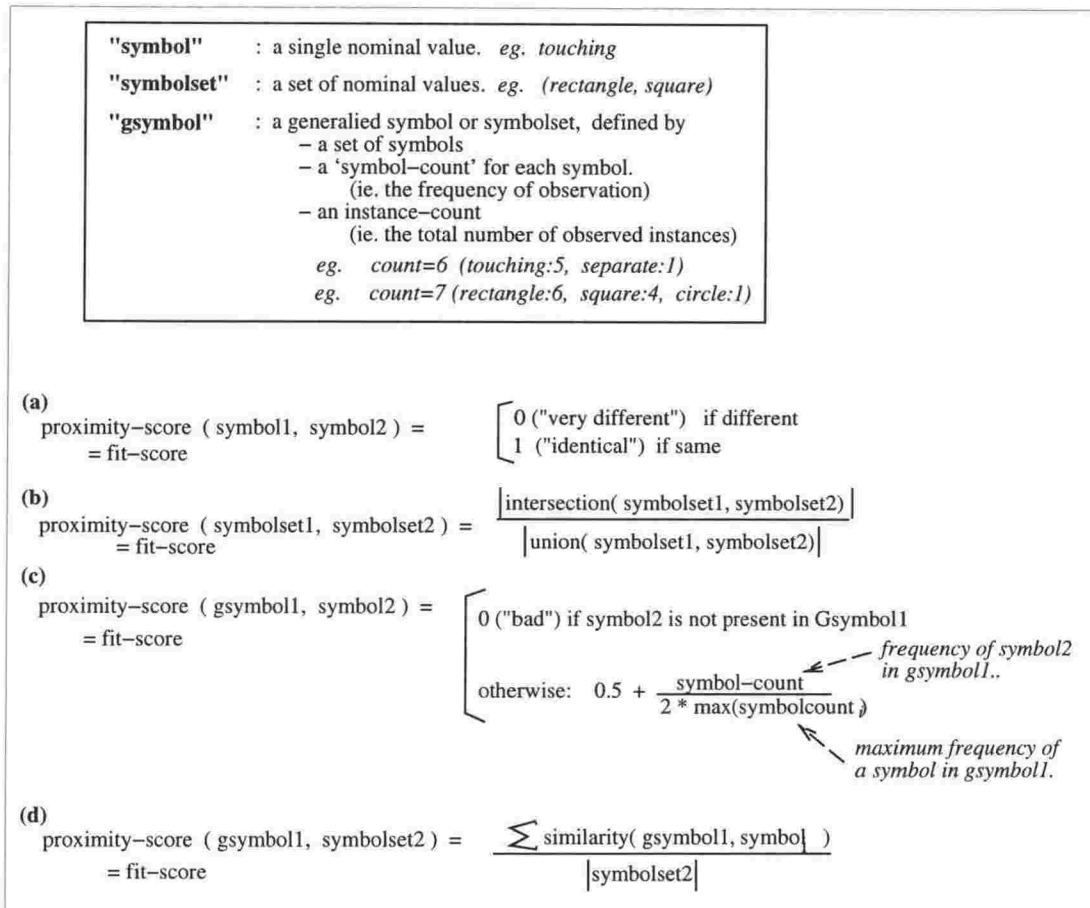 "symbol" : a single nominal value. eg. touching
"symbolset" : a set of nominal values. eg. (rectangle, square)
"gsymbol" : a generalied symbol or symbolset, defined by
– a set of symbols
– a ‘symbol–count’ for each symbol.
(ie. the frequency of observation)
– an instance–count
(ie. the total number of observed instances)
eg. count=6 (touching:5, separate:1)
eg. count=7 (rectangle:6, square:4, circle:1)
(a)
proximity–score ( symbol1, symbol2 ) =
= fit–score
0 ("very different") if different
1 ("identical") if same
(b)
proximity–score ( symbolset1, symbolset2 ) =
= fit–score
|intersection( symbolset1, symbolset2)|
|union( symbolset1, symbolset2)|
(c)
proximity–score ( gsymbol1, symbol2 ) =
= fit–score
0 ("bad") if symbol2 is not present in Gsymbol1
frequency of symbol2
in gsymbol1..
otherwise: 0.5 + symbol–count
2 * max(symbolcount i)
maximum frequency of
a symbol in gsymbol1.
(d)
proximity–score ( gsymbol1, symbolset2 ) =
= fit–score
∑ similarity( gsymbol1, symbol )
|symbolset2|